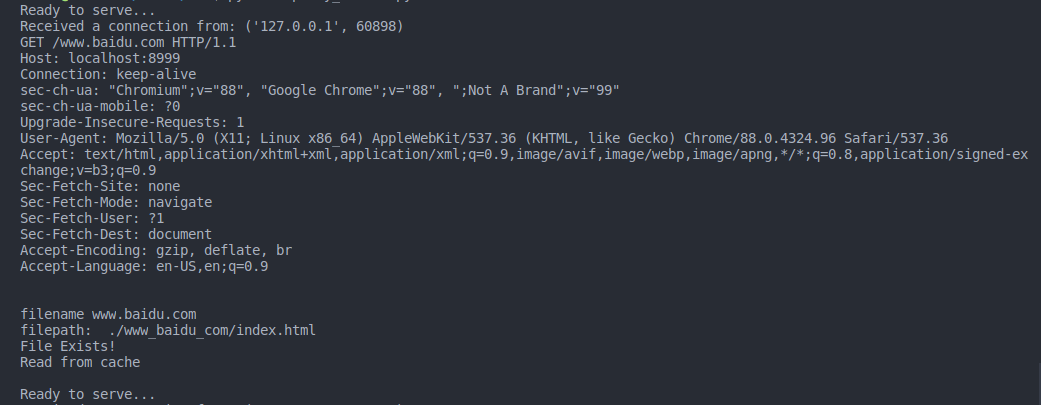 Ready to serve...
Received a connection from: ('127.0.0.1', 60898)
GET /www.baidu.com HTTP/1.1
Host: localhost:8999
Connection: keep-alive
sec-ch-ua: "Chromium";v="88", "Google Chrome";v="88", ";Not A Brand";v="99"
sec-ch-ua-mobile: ?0
Upgrade-Insecure-Requests: 1
User-Agent: Mozilla/5.0 (X11; Linux x86_64) AppleWebKit/537.36 (KHTML, like Gecko) Chrome/88.0.4324.96 Safari/537.36
Accept: text/html,application/xhtml+xml,application/xml;q=0.9,image/avif,image/webp,image/apng,*/*;q=0.8,application/signed-ex
change;v=b3;q=0.9
Sec-Fetch-Site: none
Sec-Fetch-Mode: navigate
Sec-Fetch-User: ?1
Sec-Fetch-Dest: document
Accept-Encoding: gzip, deflate, br
Accept-Language: en-US,en;q=0.9
filename www.baidu.com
filepath:  ./www_baidu_com/index.html
File Exists!
Read from cache
Ready to serve...